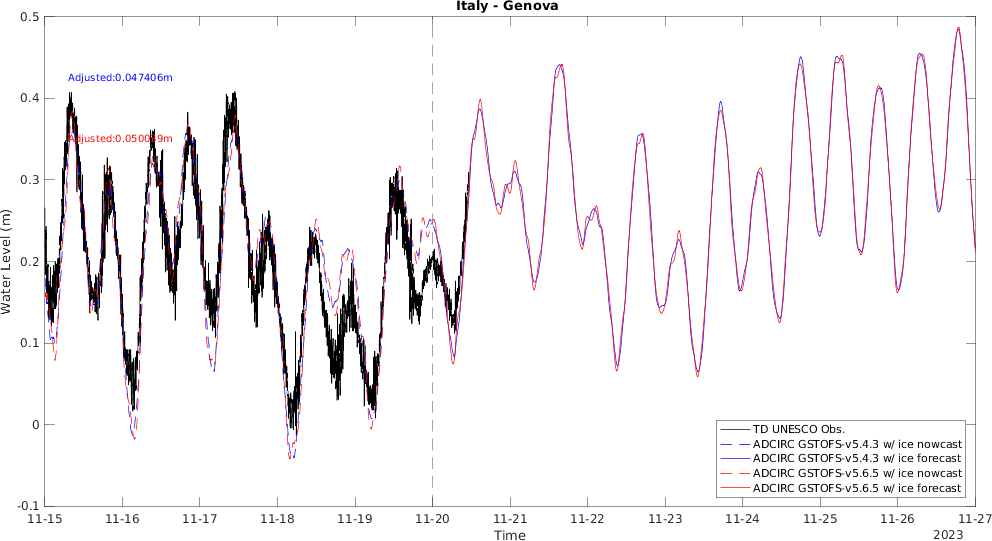 Italy - Genova
0.5
0.4
0.3
0.2
0.1
0
-0.1
Water Level (m)
Adjusted:0.047406m
11-15 11-16 11-17 11-18 11-19 11-20 11-21 11-22 11-23 11-24 11-25 11-26 11-27
Time
2023
TD UNESCO Obs.
ADCIRC GSTOFS-v5.4.3 w/ ice nowcast
ADCIRC GSTOFS-v5.4.3 w/ ice forecast
ADCIRC GSTOFS-v5.6.5 w/ ice nowcast
ADCIRC GSTOFS-v5.6.5 w/ ice forecast